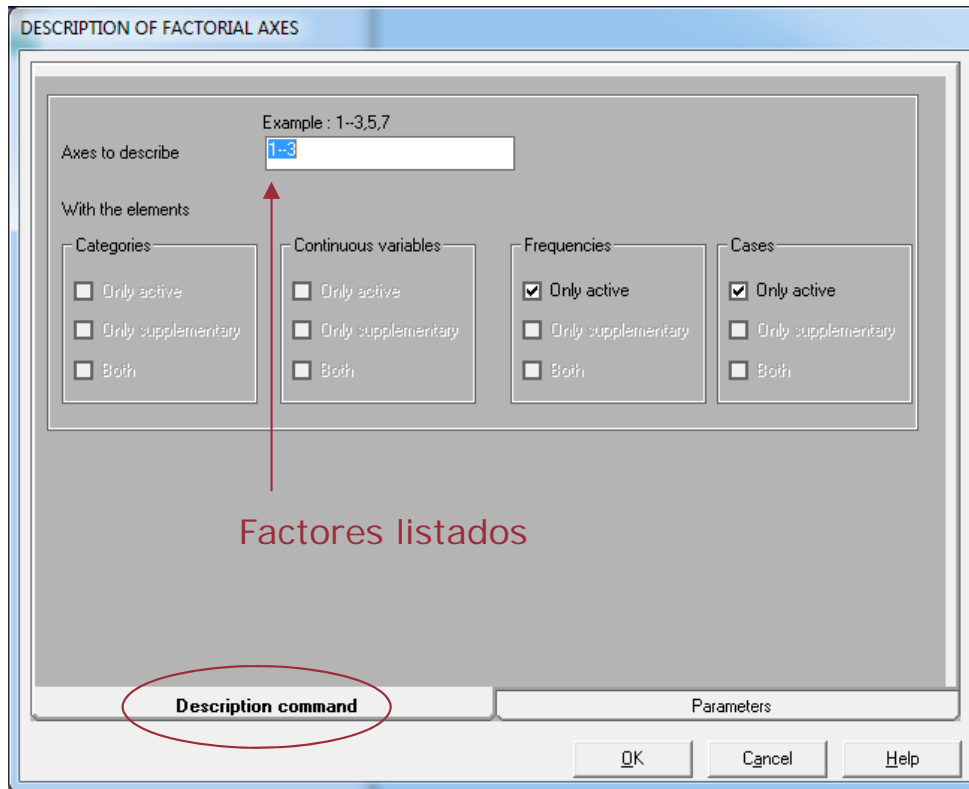 DESCRIPTION OF FACTORIAL AXES
Example : 1--3,5,7
Axes to describe 1--3
With the elements
Categories Continuous variables Frequencies Cases
Only active Only active Only active Only active
Only supplementary Only supplementary Only supplementary Only supplementary
Both Both Both Both
Factores listados
Description command Parameters
OK Cancel Help